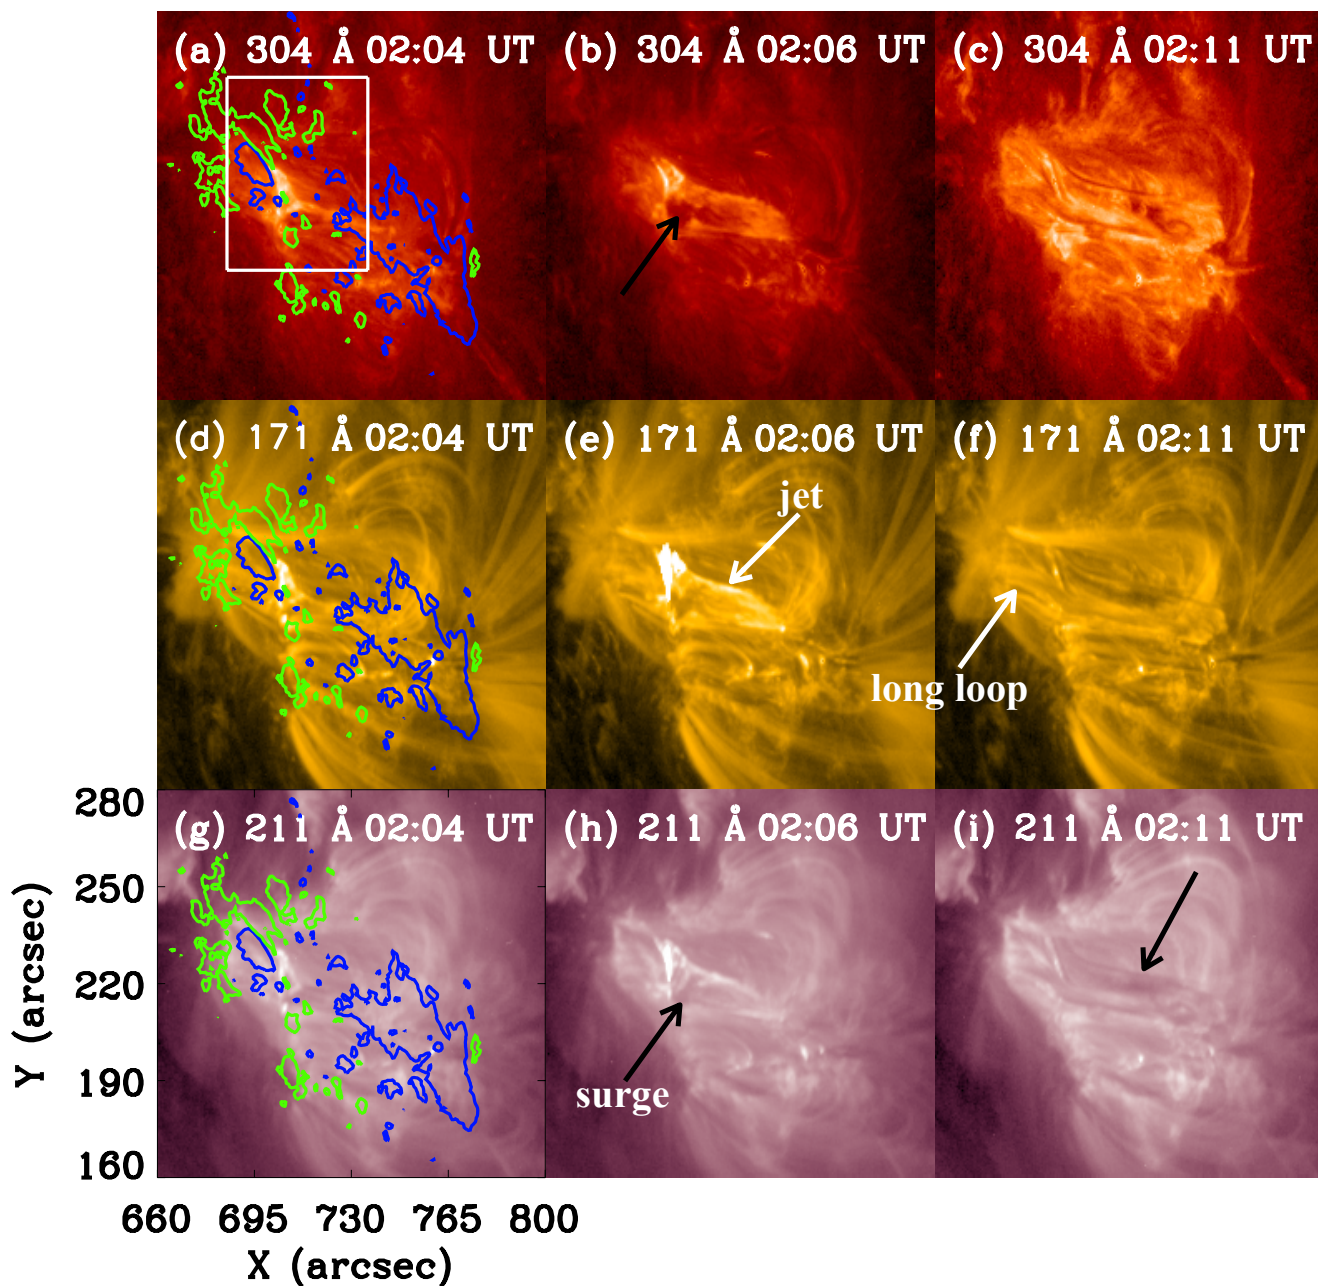 (a) 304 Å 02:04 UT
(b) 304 Å 02:06 UT
(c) 304 Å 02:11 UT
(d) 171 Å 02:04 UT
(e) 171 Å 02:06 UT
(f) 171 Å 02:11 UT
jet
long loop
(g) 211 Å 02:04 UT
(h) 211 Å 02:06 UT
(i) 211 Å 02:11 UT
surge
280
250
220
190
160
Y (arcsec)
660 695 730 765 800
X (arcsec)